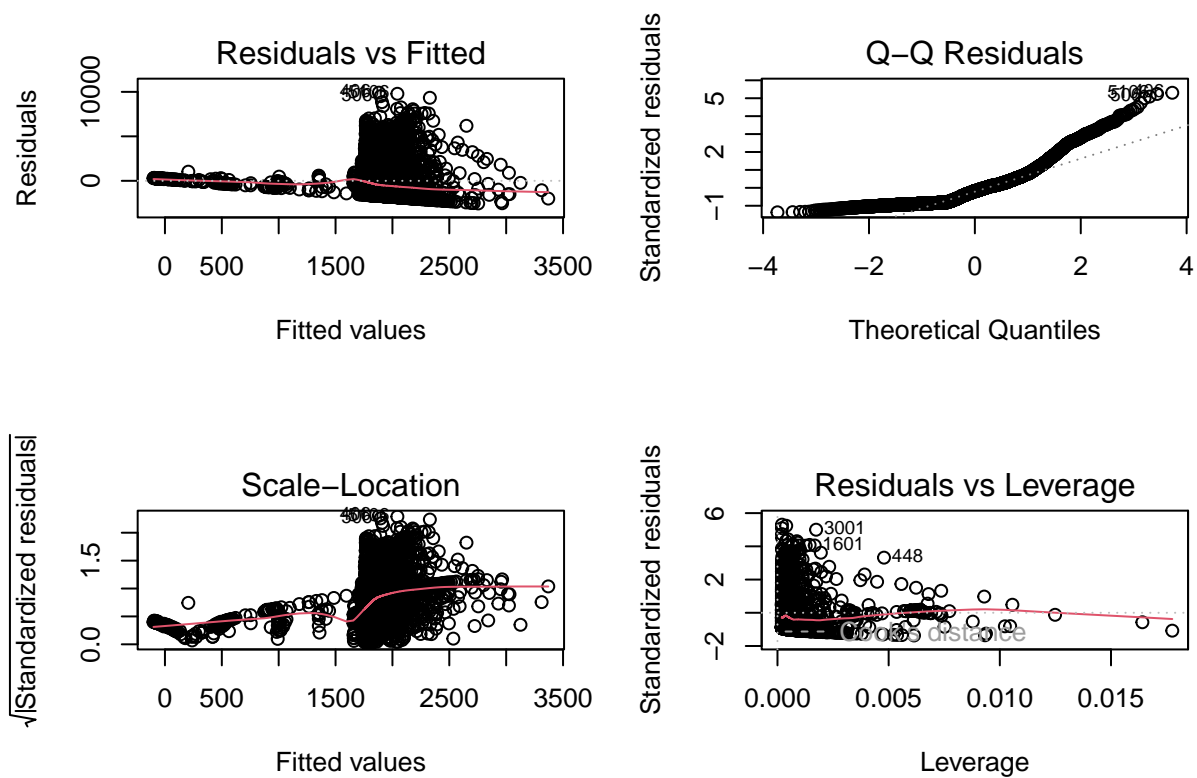 Residuals vs Fitted
Residuals
10000
0
0 500 1500 2500 3500
Fitted values
Q−Q Residuals
Standardized residuals
5
2
−1
−4 −2 0 2 4
Theoretical Quantiles
Scale−Location
√|Standardized residuals|
1.5
0.0
0 500 1500 2500 3500
Fitted values
Residuals vs Leverage
Standardized residuals
6
2
−2
3001
1601
448
Cook's distance
0.000 0.005 0.010 0.015
Leverage